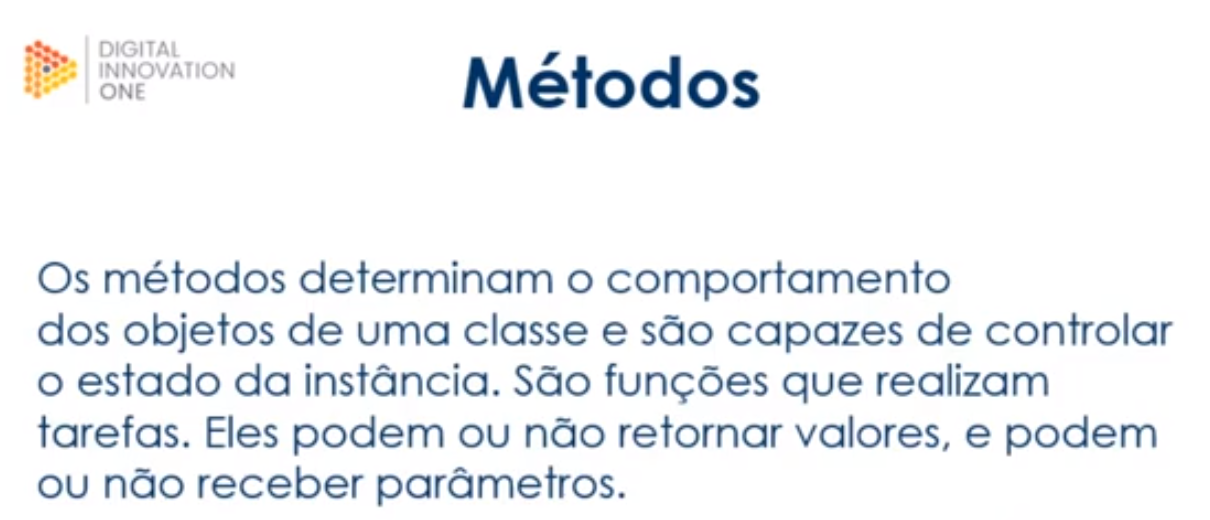 DIGITAL
INNOVATION
ONE
Métodos
Os métodos determinam o comportamento
dos objetos de uma classe e são capazes de controlar
o estado da instância. São funções que realizam
tarefas. Eles podem ou não retornar valores, e podem
ou não receber parâmetros.